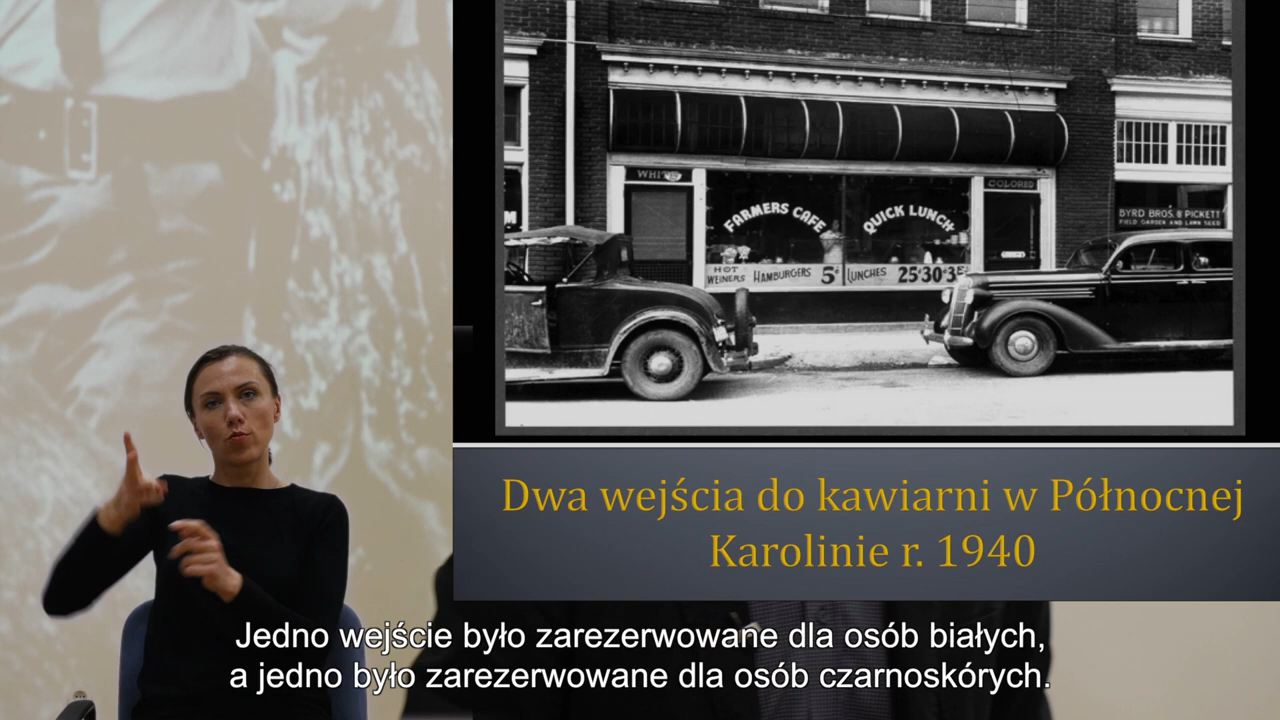 WHITE
COLORED
FARMERS CAFE
QUICK LUNCH
M
BYRD BROS. & PICKETT
FIELD GARDEN AND LAWN SEED
HOT
WEINERS
HAMBURGERS 5¢
LUNCHES 25¢30¢35¢
Dwa wejścia do kawiarni w Północnej
Karolinie r. 1940
Jedno wejście było zarezerwowane dla osób białych,
a jedno było zarezerwowane dla osób czarnoskórych.